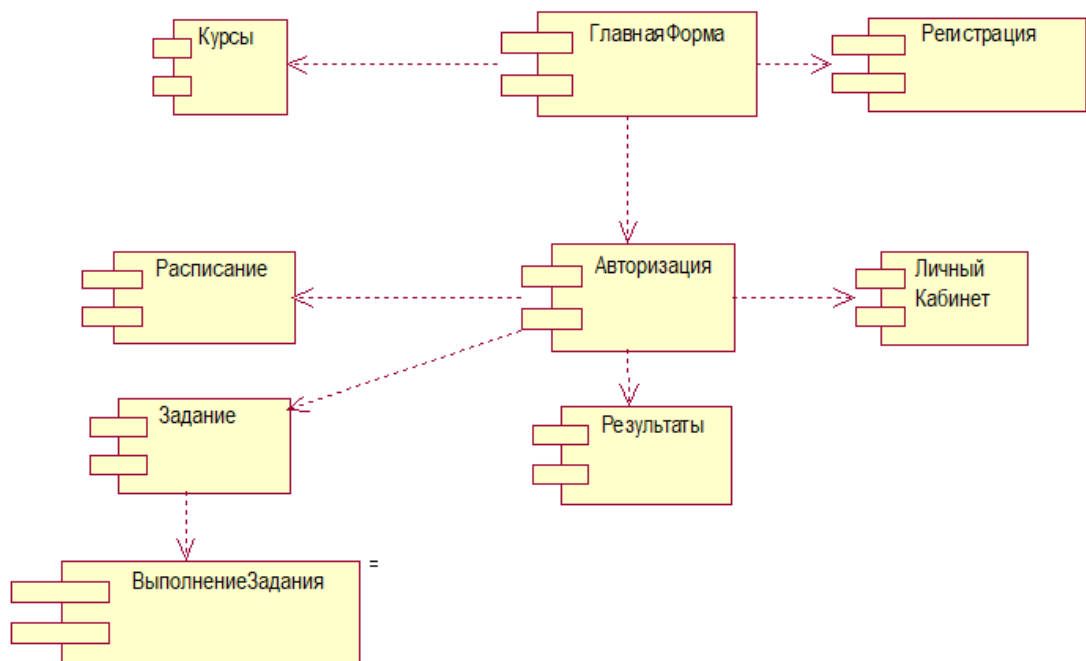 Курсы
ГлавнаяФорма
Регистрация
Расписание
Авторизация
Личный
Кабинет
Задание
Результаты
ВыполнениеЗадания
=